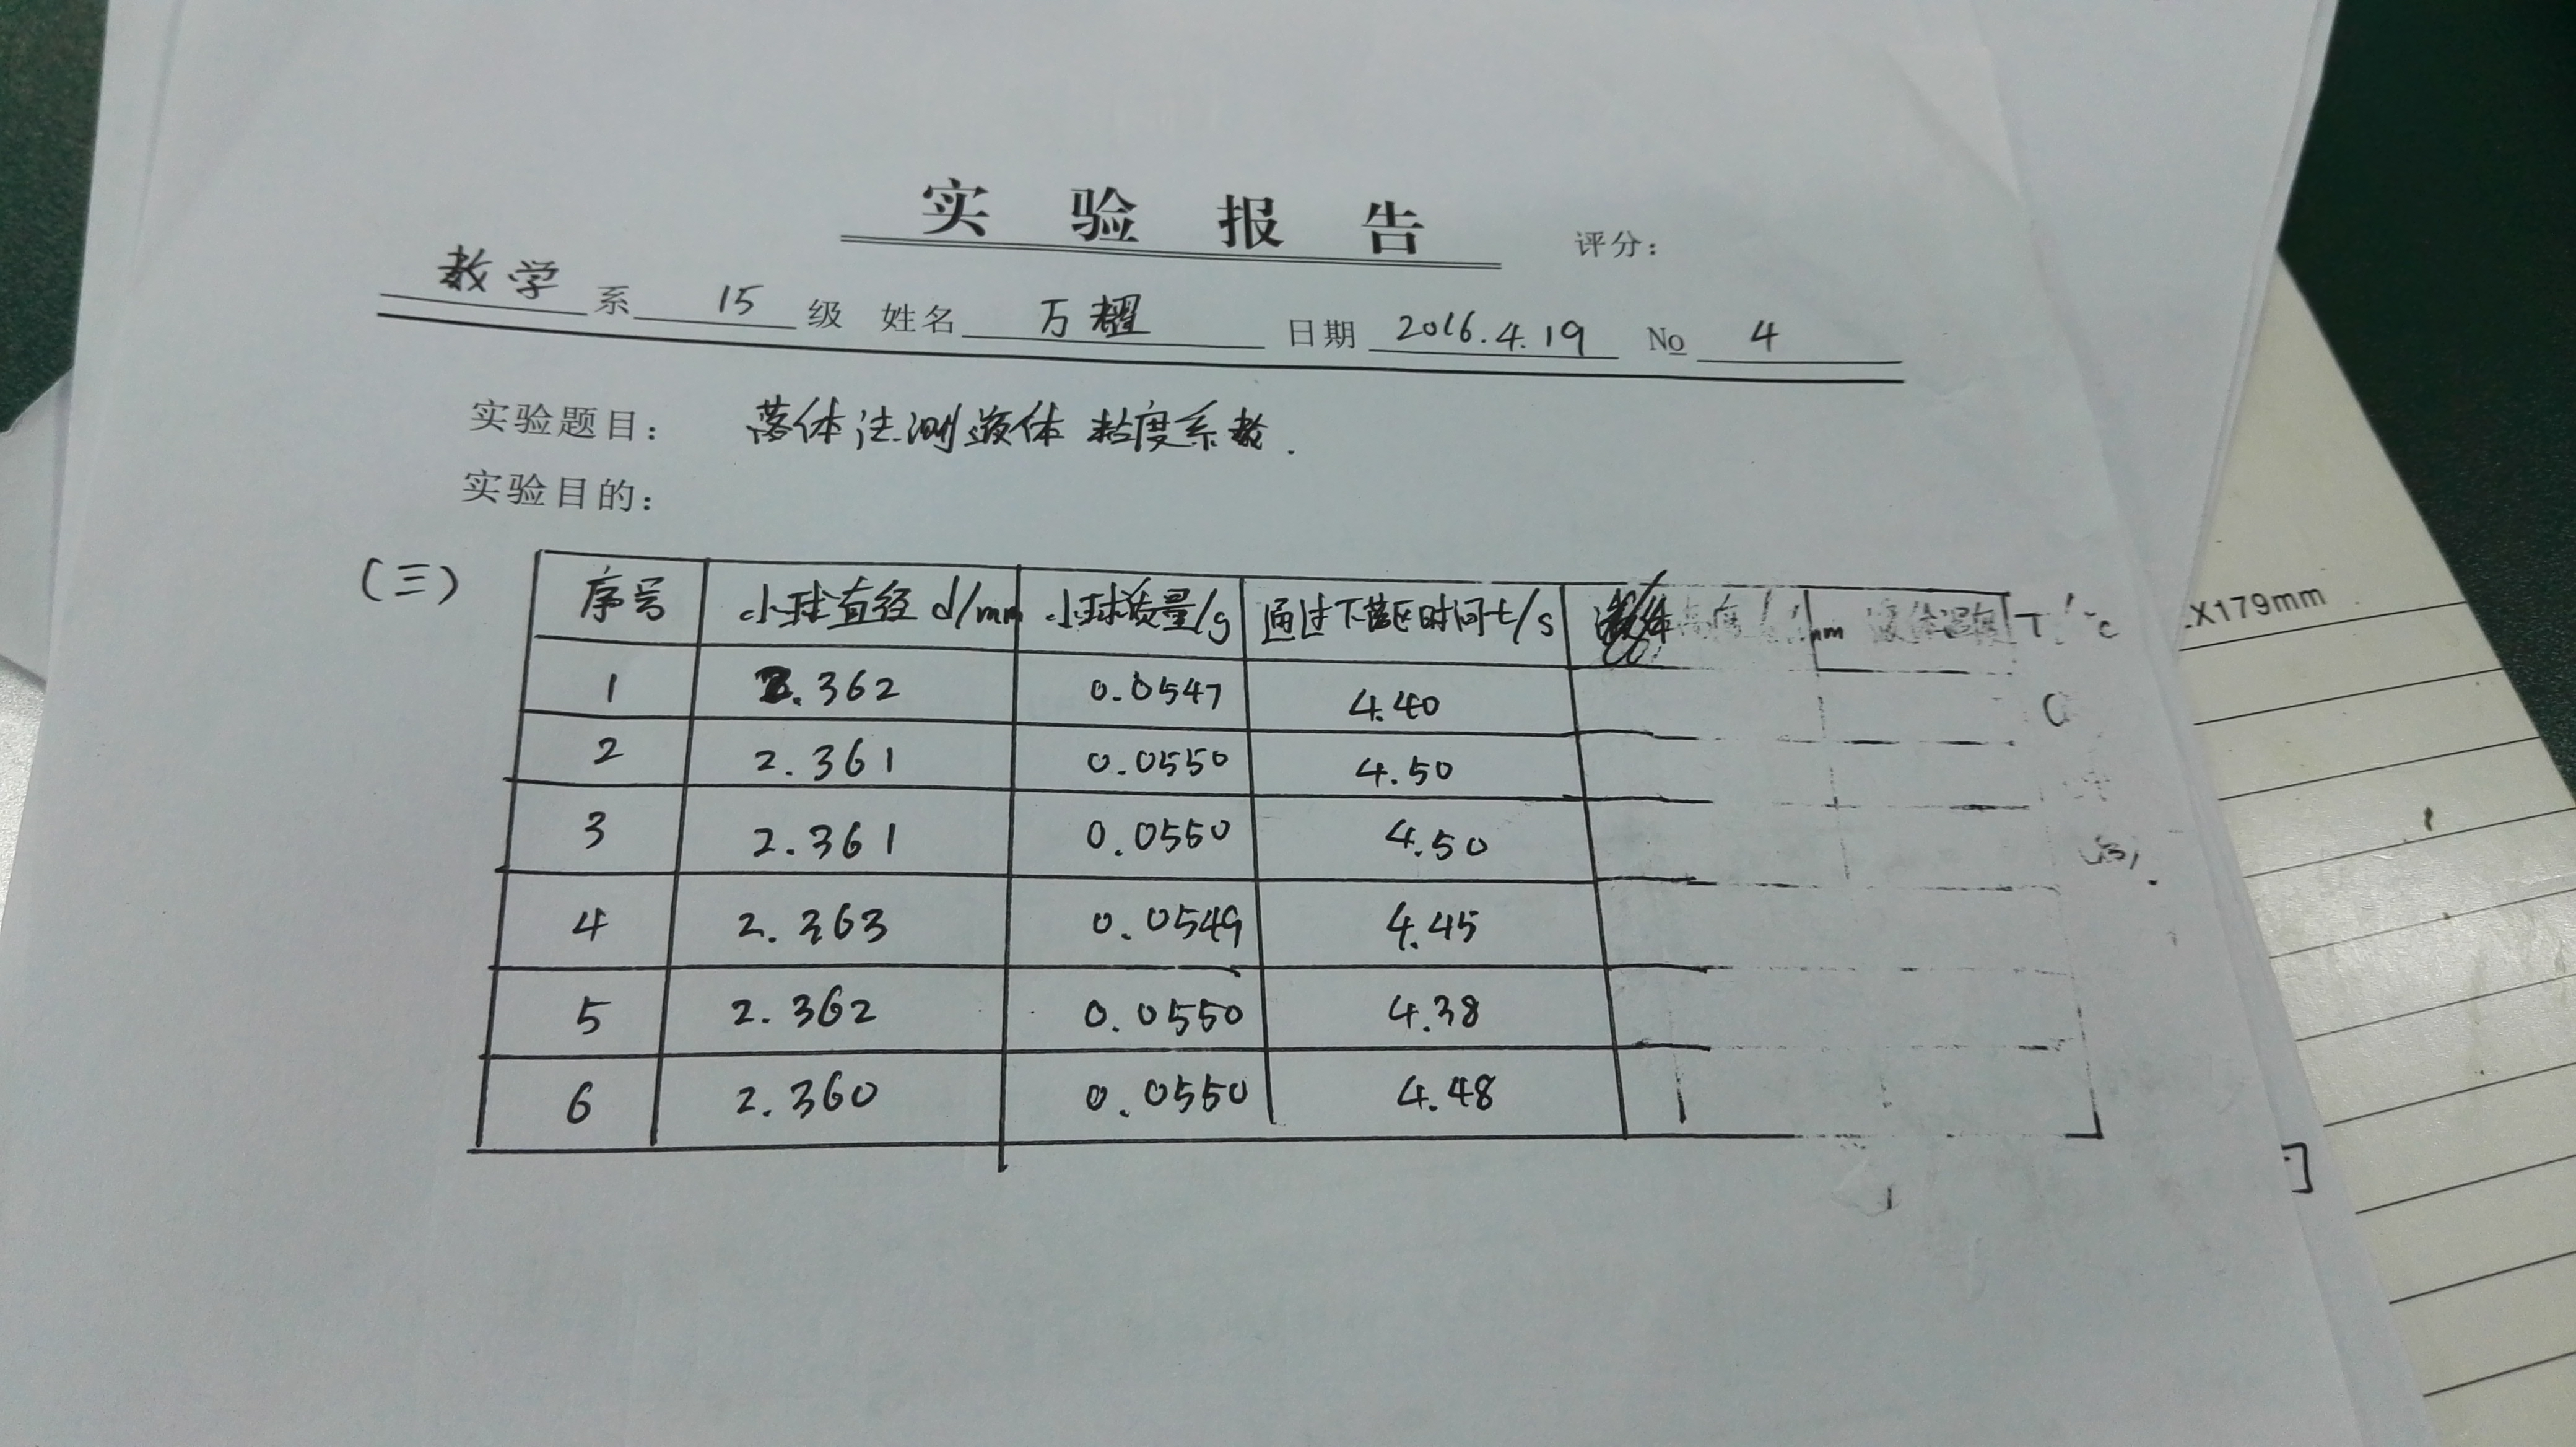 实验报告 评分:
数学 系 15 级 姓名 万耀 日期 2016.4.19 No 4
实验题目: 落体法测液体粘度系数.
实验目的:
(三)
序号 小球直径 d/mm 小球质量/g 通过下落区时间t/s 液体温度 T/℃
1 2.362 0.0547 4.40
2 2.361 0.0550 4.50
3 2.361 0.0550 4.50
4 2.363 0.0549 4.45
5 2.362 0.0550 4.38
6 2.360 0.0550 4.48
X179mm